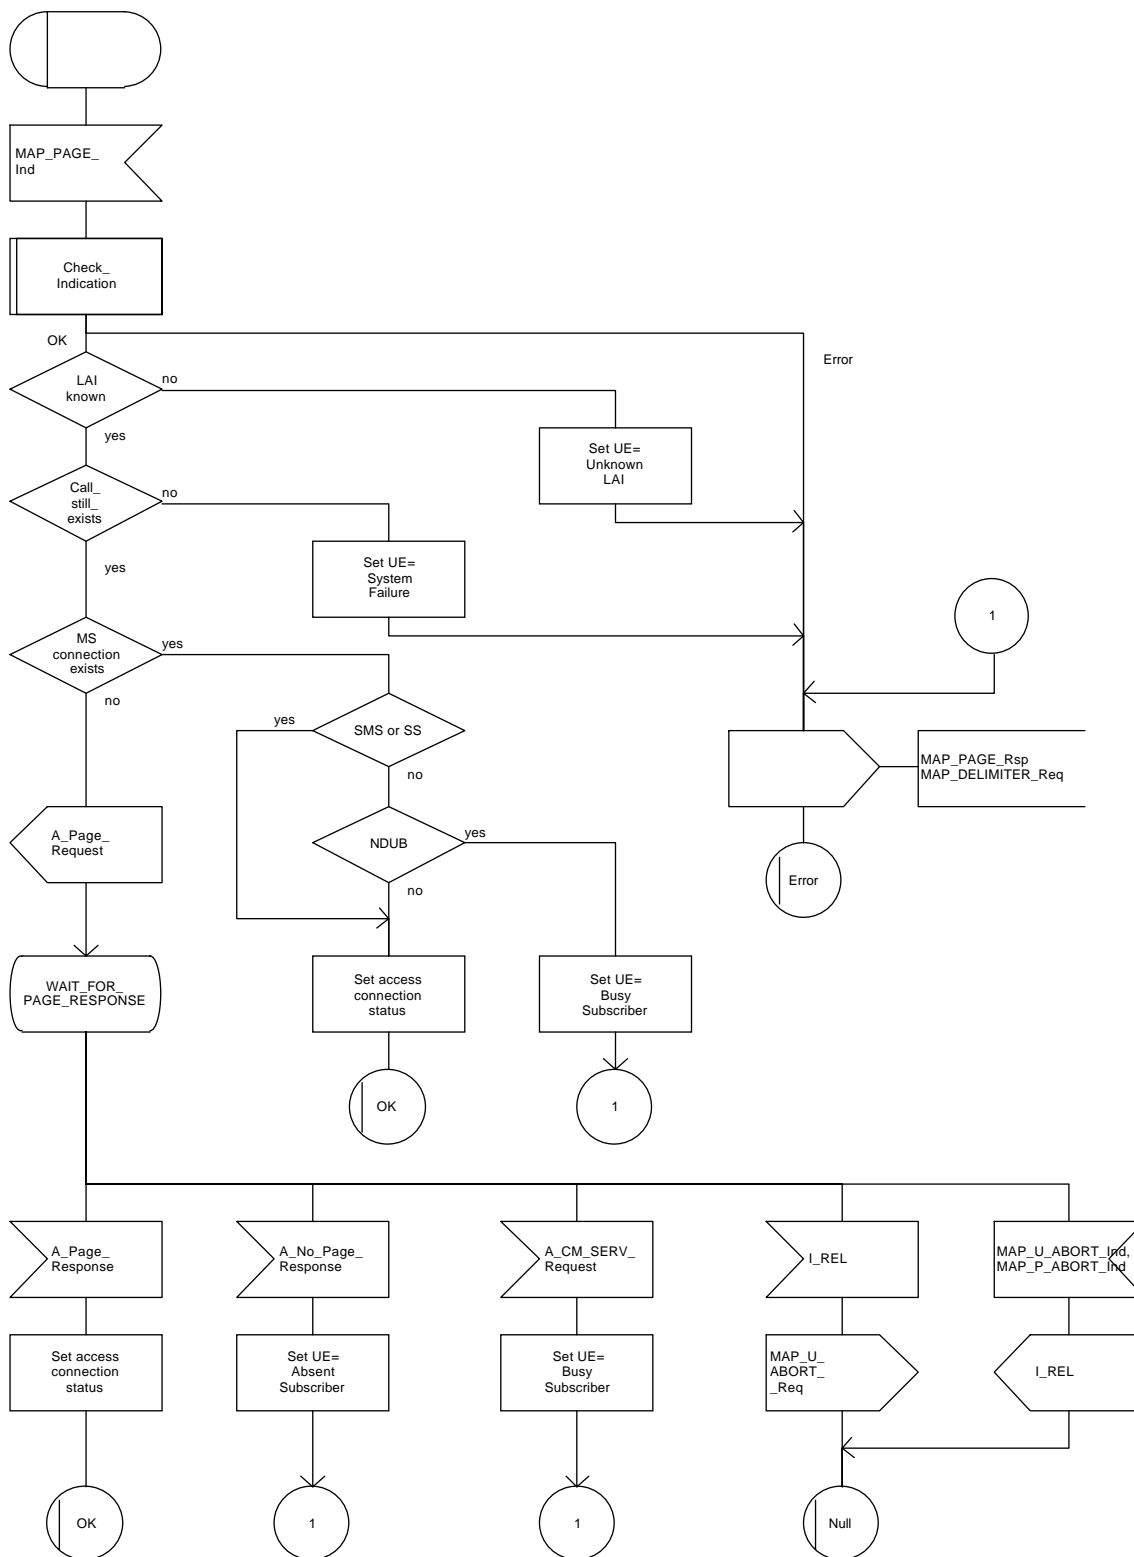 MAP_PAGE_
Ind
Check_
Indication
OK
Error
LAI
known
no
yes
Set UE=
Unknown
LAI
Call_
still_
exists
no
yes
Set UE=
System
Failure
1
MS
connection
exists
yes
no
SMS or SS
yes
no
MAP_PAGE_Rsp
MAP_DELIMITER_Req
A_Page_
Request
NDUB
yes
no
Error
WAIT_FOR_
PAGE_RESPONSE
Set access
connection
status
Set UE=
Busy
Subscriber
OK
1
A_Page_
Response
A_No_Page_
Response
A_CM_SERV_
Request
I_REL
MAP_U_ABORT_Ind,
MAP_P_ABORT_Ind
Set access
connection
status
Set UE=
Absent
Subscriber
Set UE=
Busy
Subscriber
MAP_U_
ABORT_
_Req
I_REL
OK
1
1
Null